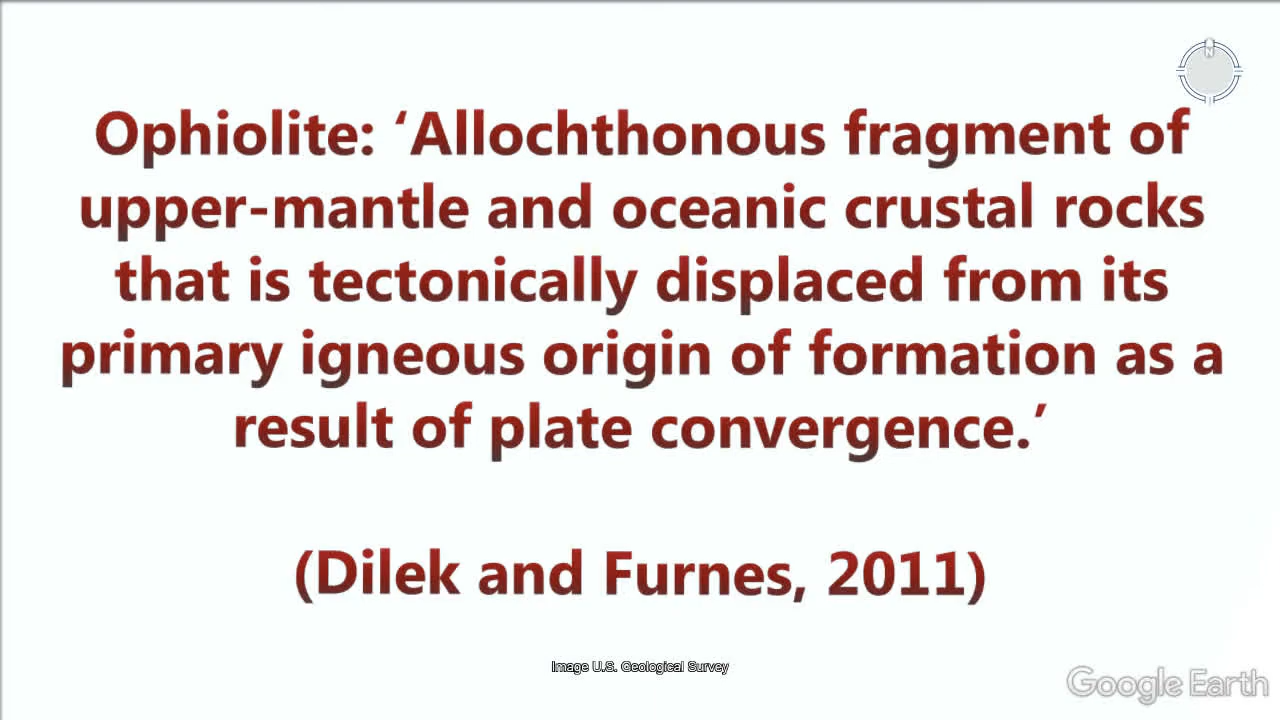 N
Ophiolite: ‘Allochthonous fragment of
upper-mantle and oceanic crustal rocks
that is tectonically displaced from its
primary igneous origin of formation as a
result of plate convergence.’
(Dilek and Furnes, 2011)
Image U.S. Geological Survey
Google Earth